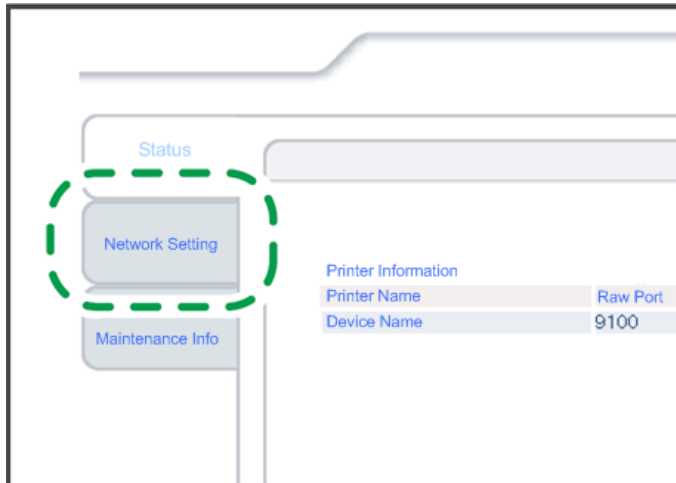 Status
Network Setting
Maintenance Info
Printer Information
Printer Name Raw Port
Device Name 9100